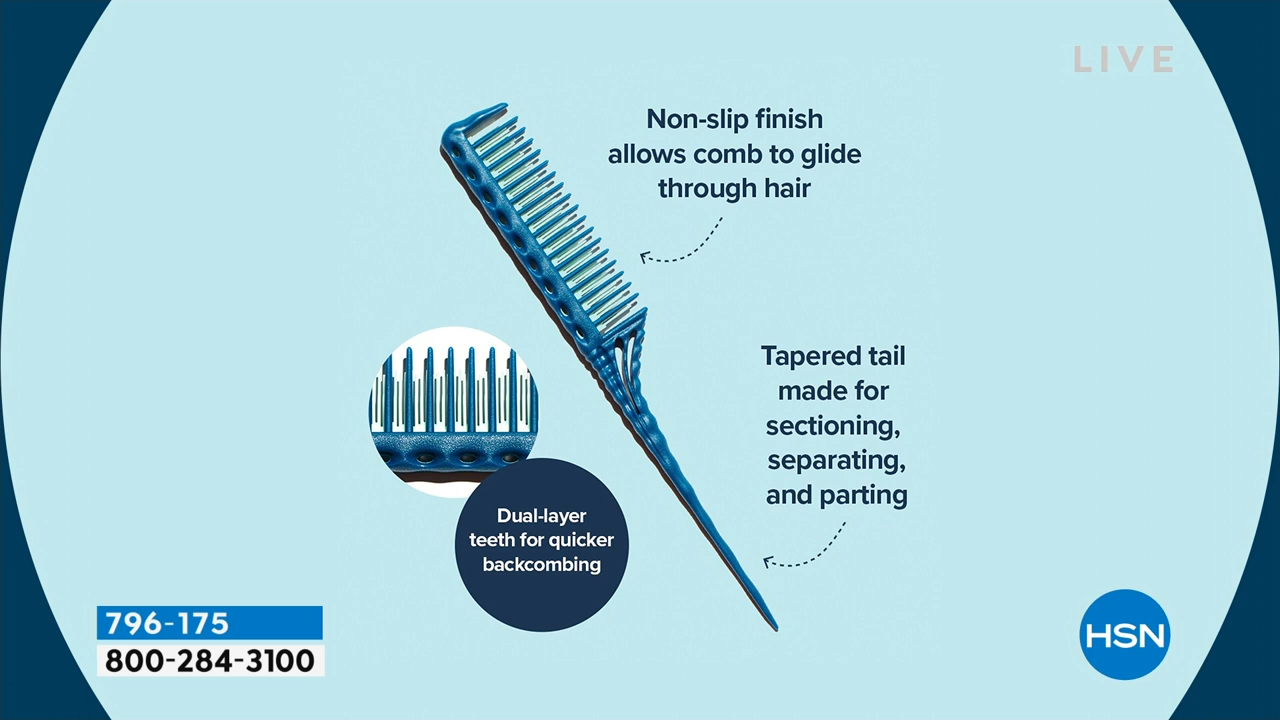 LIVE
Non-slip finish
allows comb to glide
through hair
Tapered tail
made for
sectioning,
separating,
and parting
Dual-layer
teeth for quicker
backcombing
796-175
800-284-3100
HSN